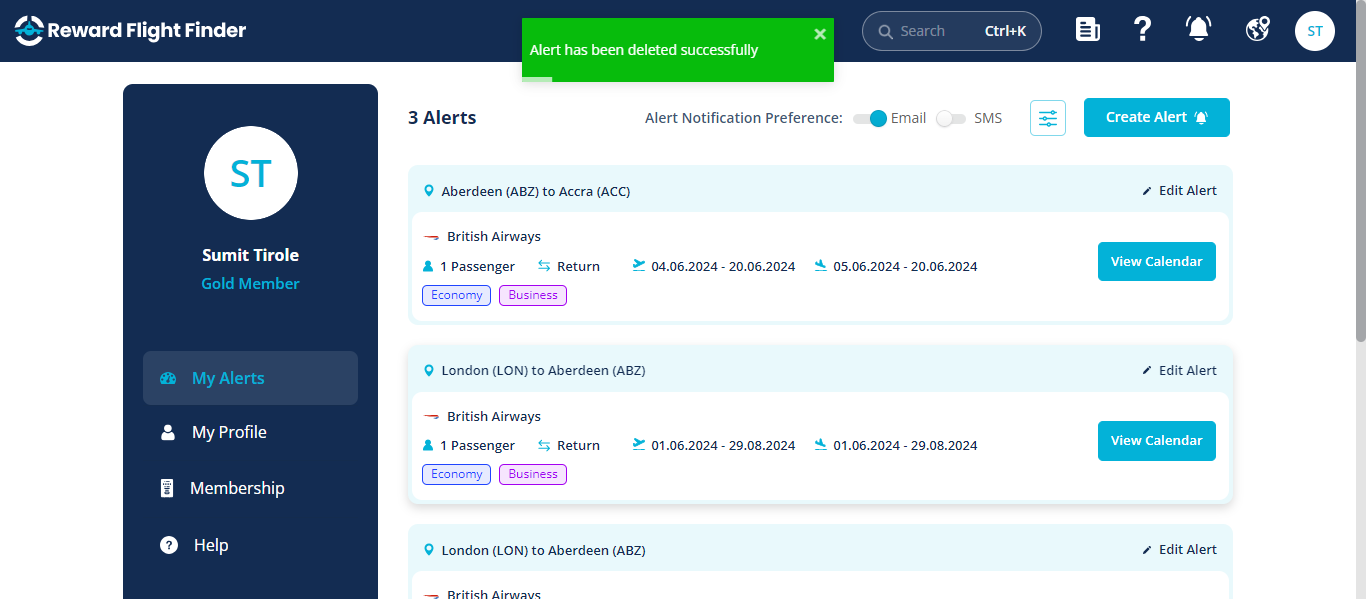 Reward Flight Finder
Alert has been deleted successfully
Search Ctrl+K
ST
ST
Sumit Tirole
Gold Member
My Alerts
My Profile
Membership
Help
3 Alerts
Alert Notification Preference: Email SMS
Create Alert
Aberdeen (ABZ) to Accra (ACC)
Edit Alert
British Airways
1 Passenger Return 04.06.2024 - 20.06.2024 05.06.2024 - 20.06.2024
Economy Business
View Calendar
London (LON) to Aberdeen (ABZ)
Edit Alert
British Airways
1 Passenger Return 01.06.2024 - 29.08.2024 01.06.2024 - 29.08.2024
Economy Business
View Calendar
London (LON) to Aberdeen (ABZ)
Edit Alert
British Airways